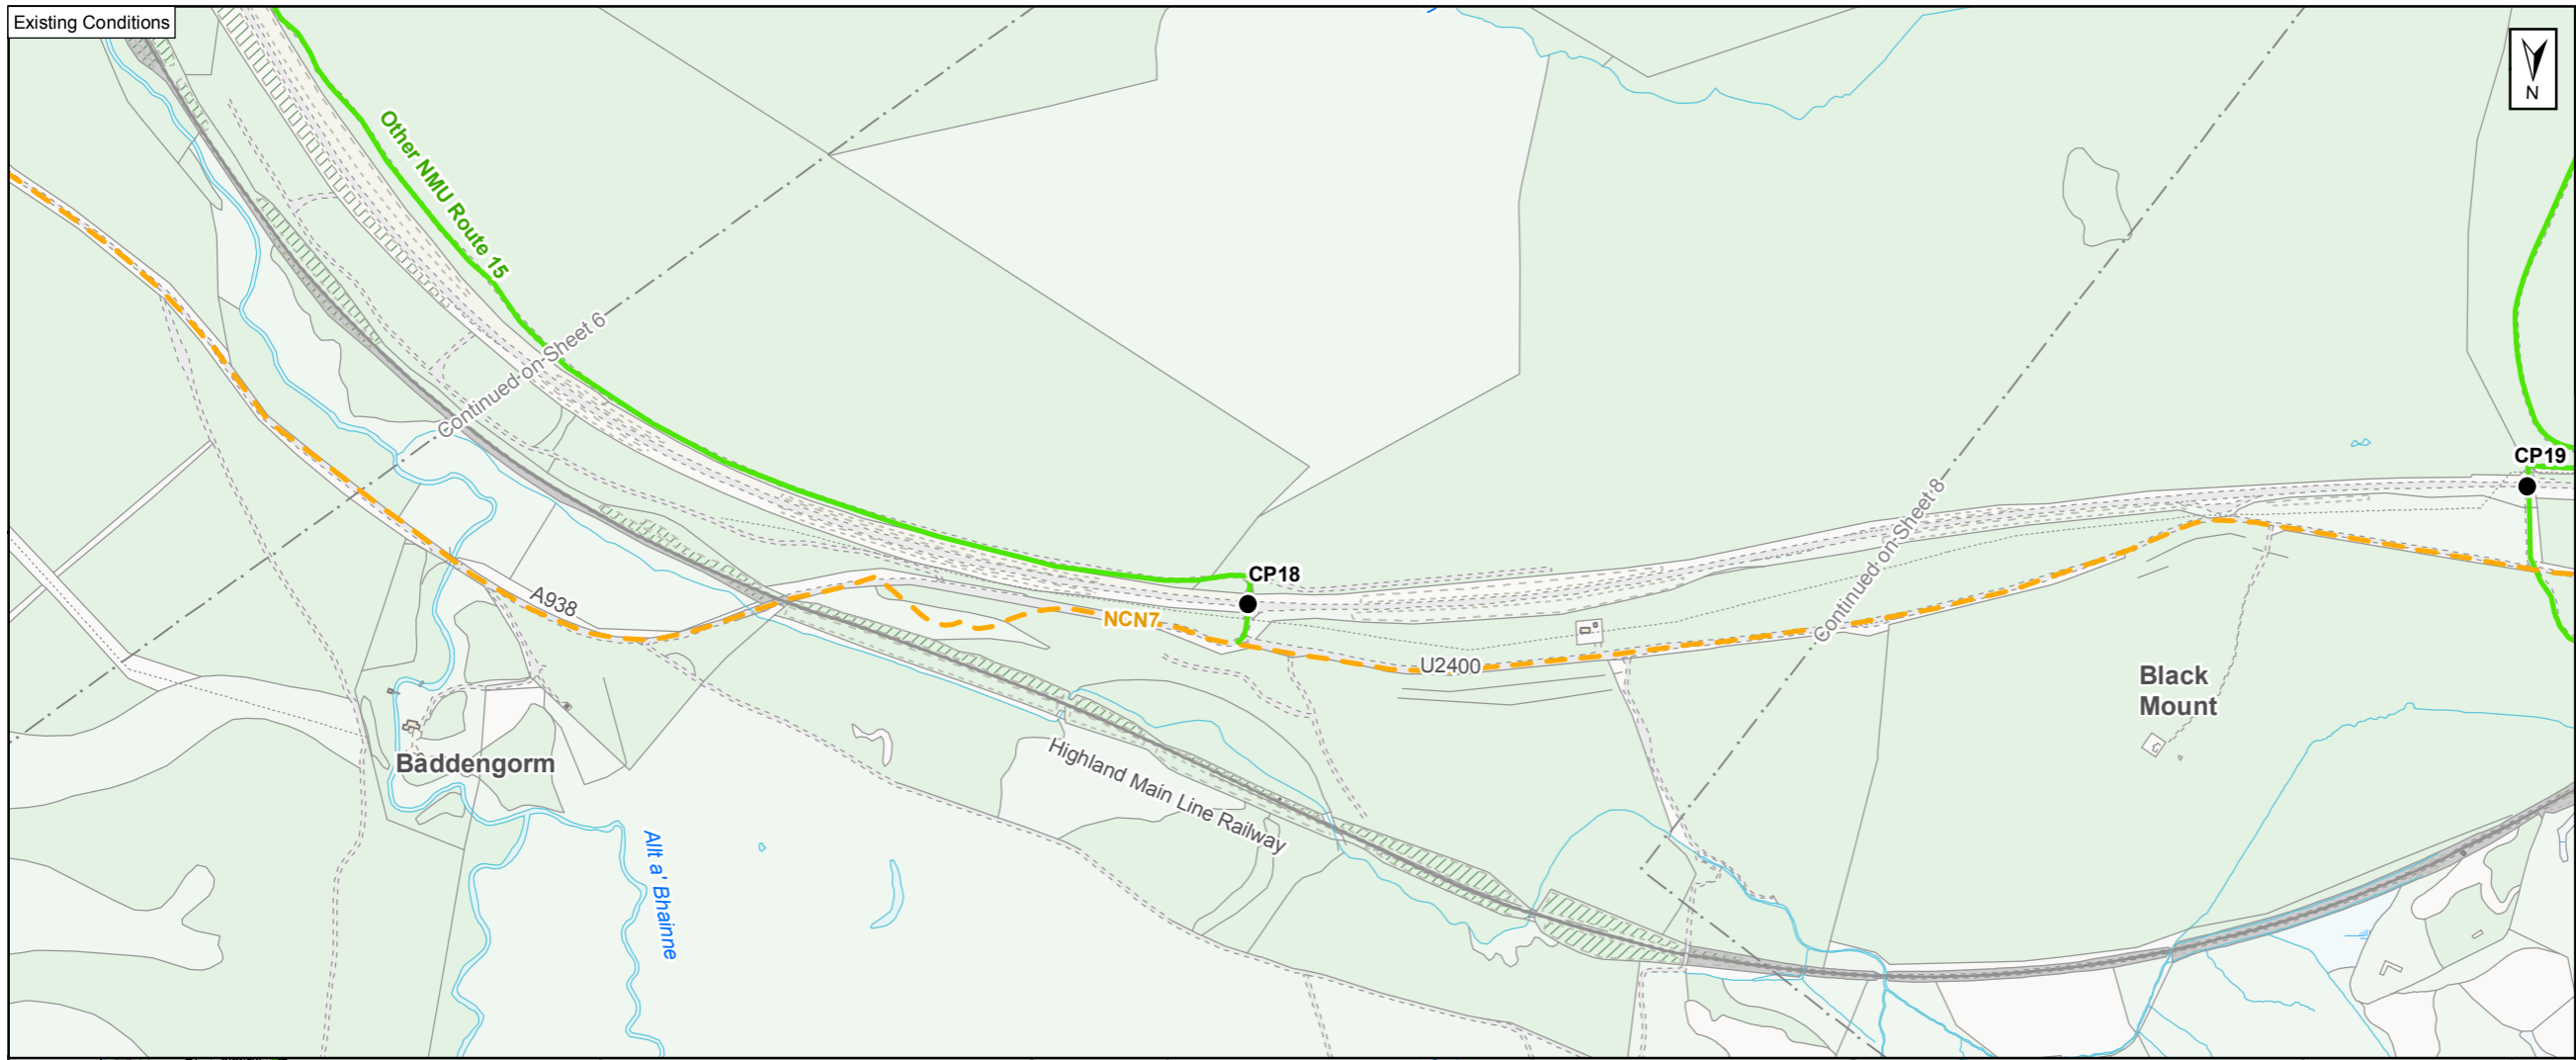 Existing Conditions
N
Other NMU Route 15
Continued on Sheet 6
CP19
Continued on Sheet 8
CP18
A938
NCN7
U2400
Black
Mount
Baddengorm
Highland Main Line Railway
Allt a' Bhainne